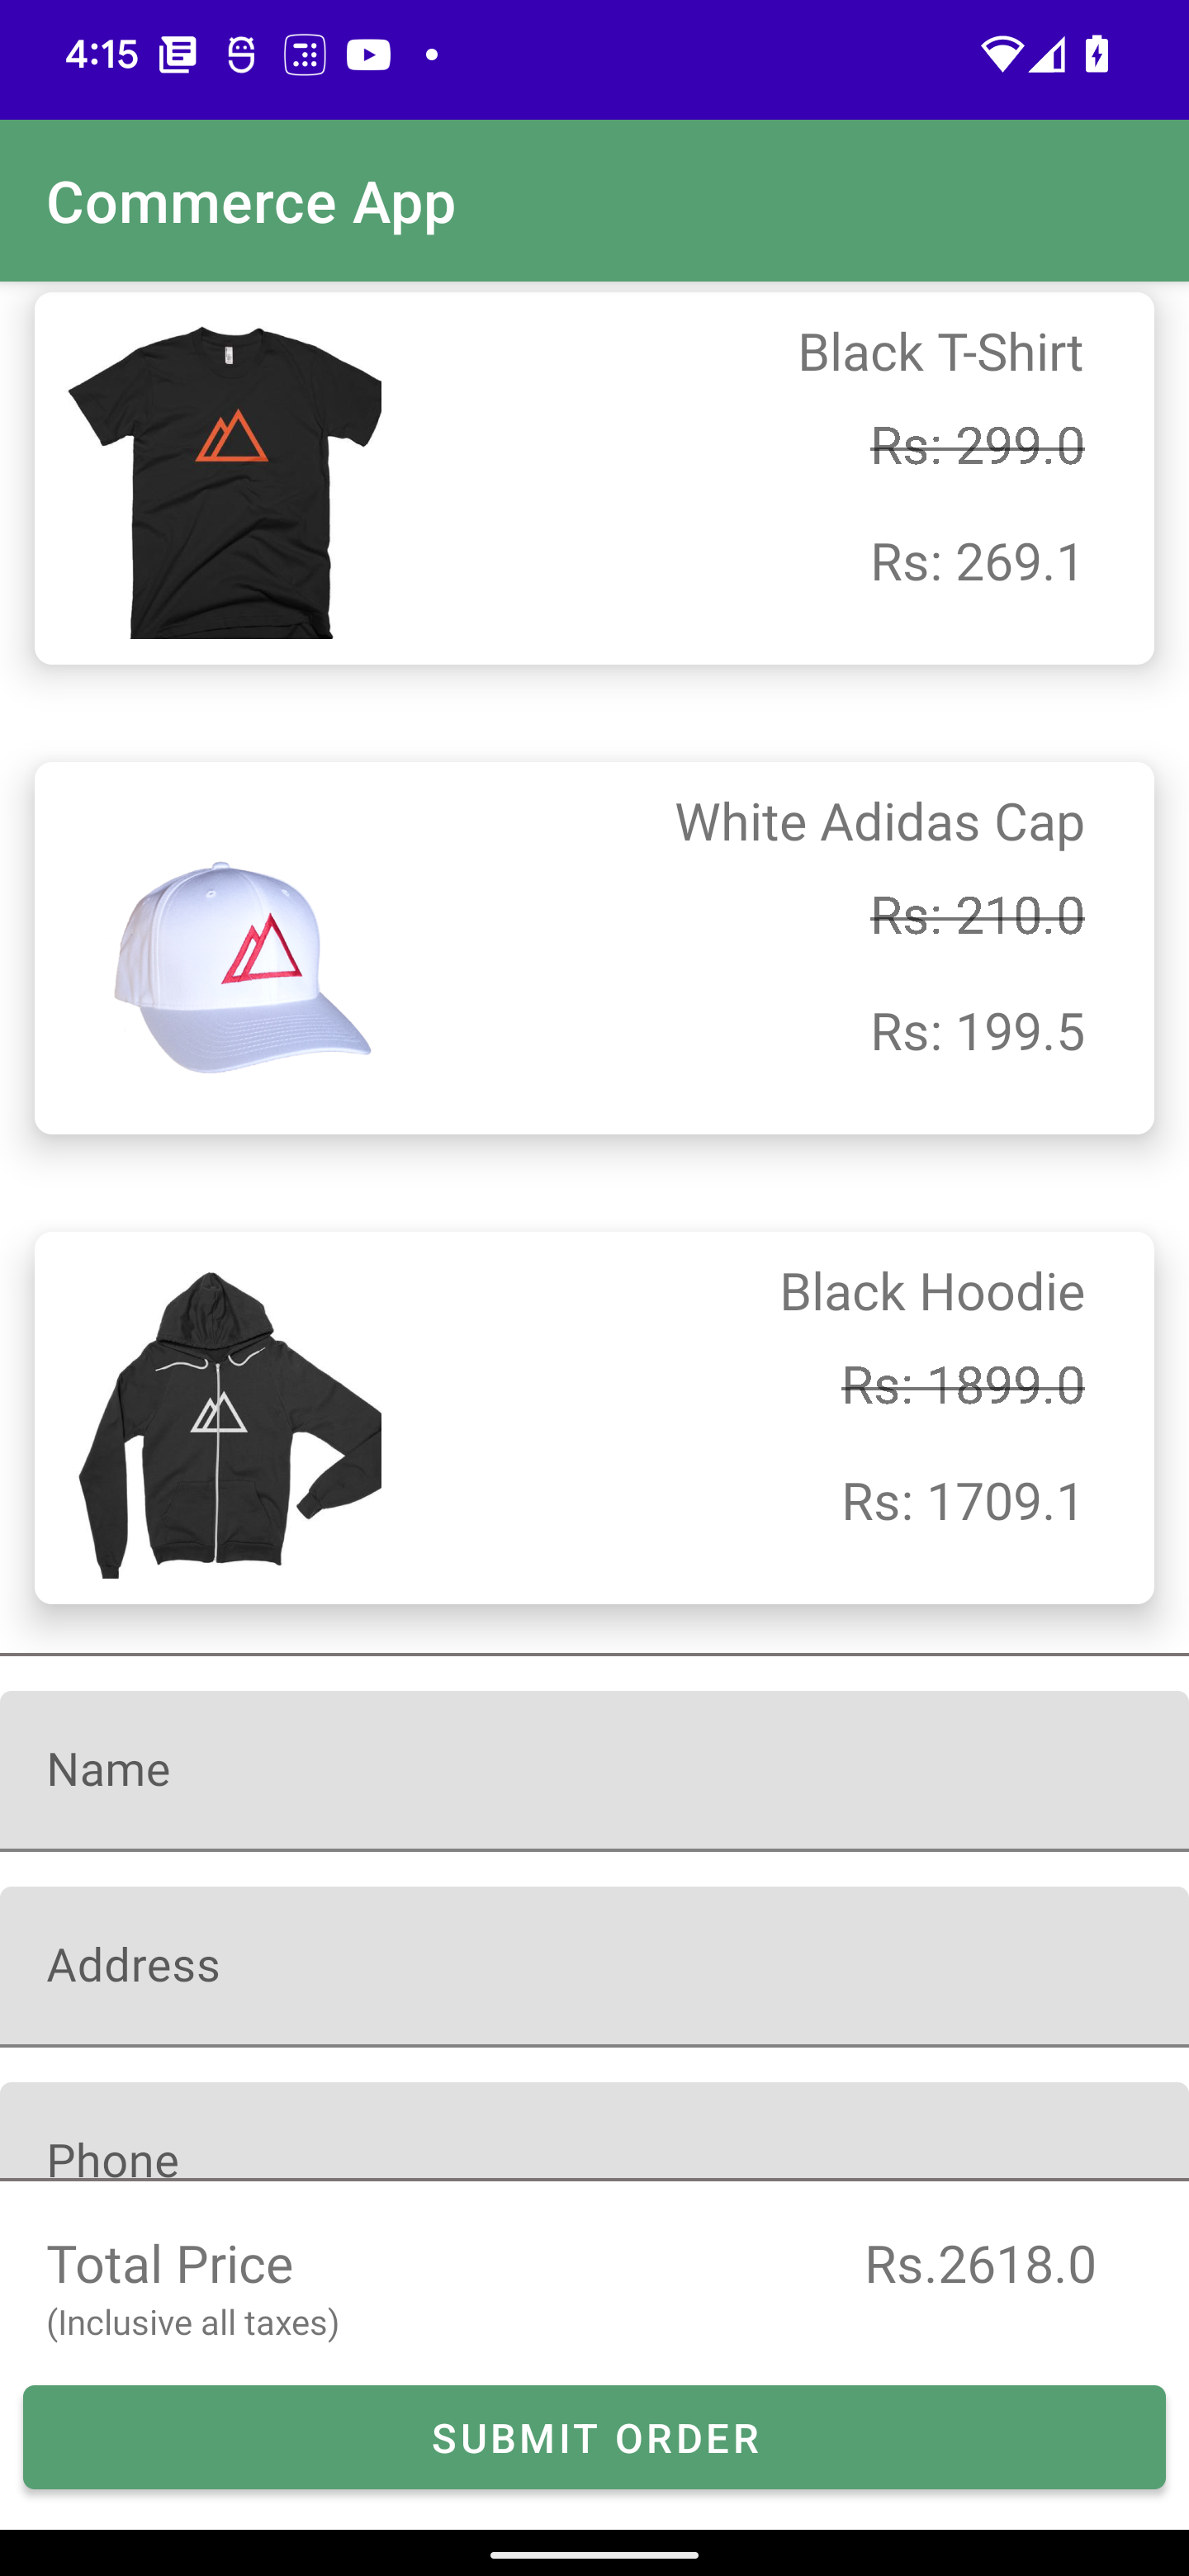 4:15
Commerce App
Black T-Shirt
Rs: 299.0
Rs: 269.1
White Adidas Cap
Rs: 210.0
Rs: 199.5
Black Hoodie
Rs: 1899.0
Rs: 1709.1
Name
Address
Phone
Total Price Rs.2618.0
(Inclusive all taxes)
SUBMIT ORDER